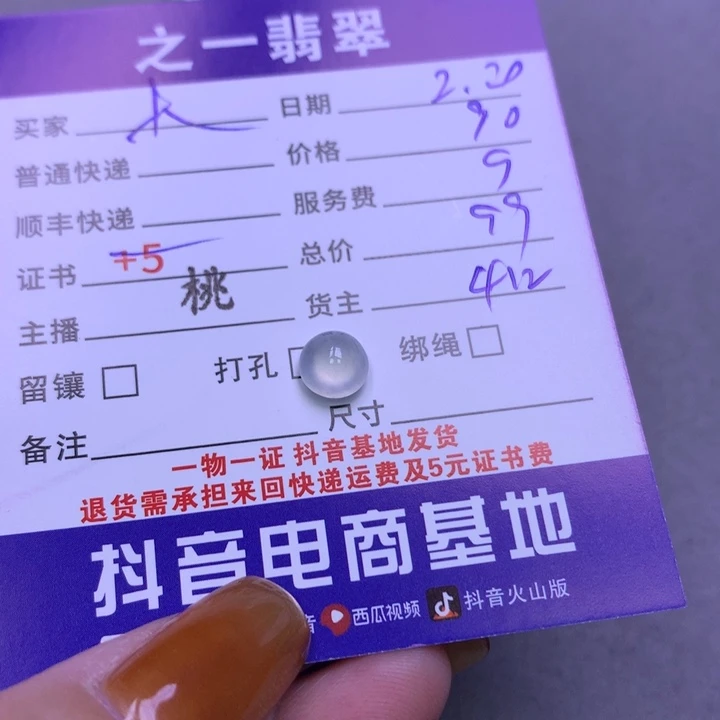 之一翡翠
买家 日期 2.20
普通快递 价格 90
顺丰快递 服务费 9
证书 +5 总价 99
主播 桃 货主 412
留镶 打孔 绑绳
备注 尺寸
一物一证 抖音基地发货
退货需承担来回快递运费及5元证书费
抖音电商基地
音 西瓜视频 抖音火山版